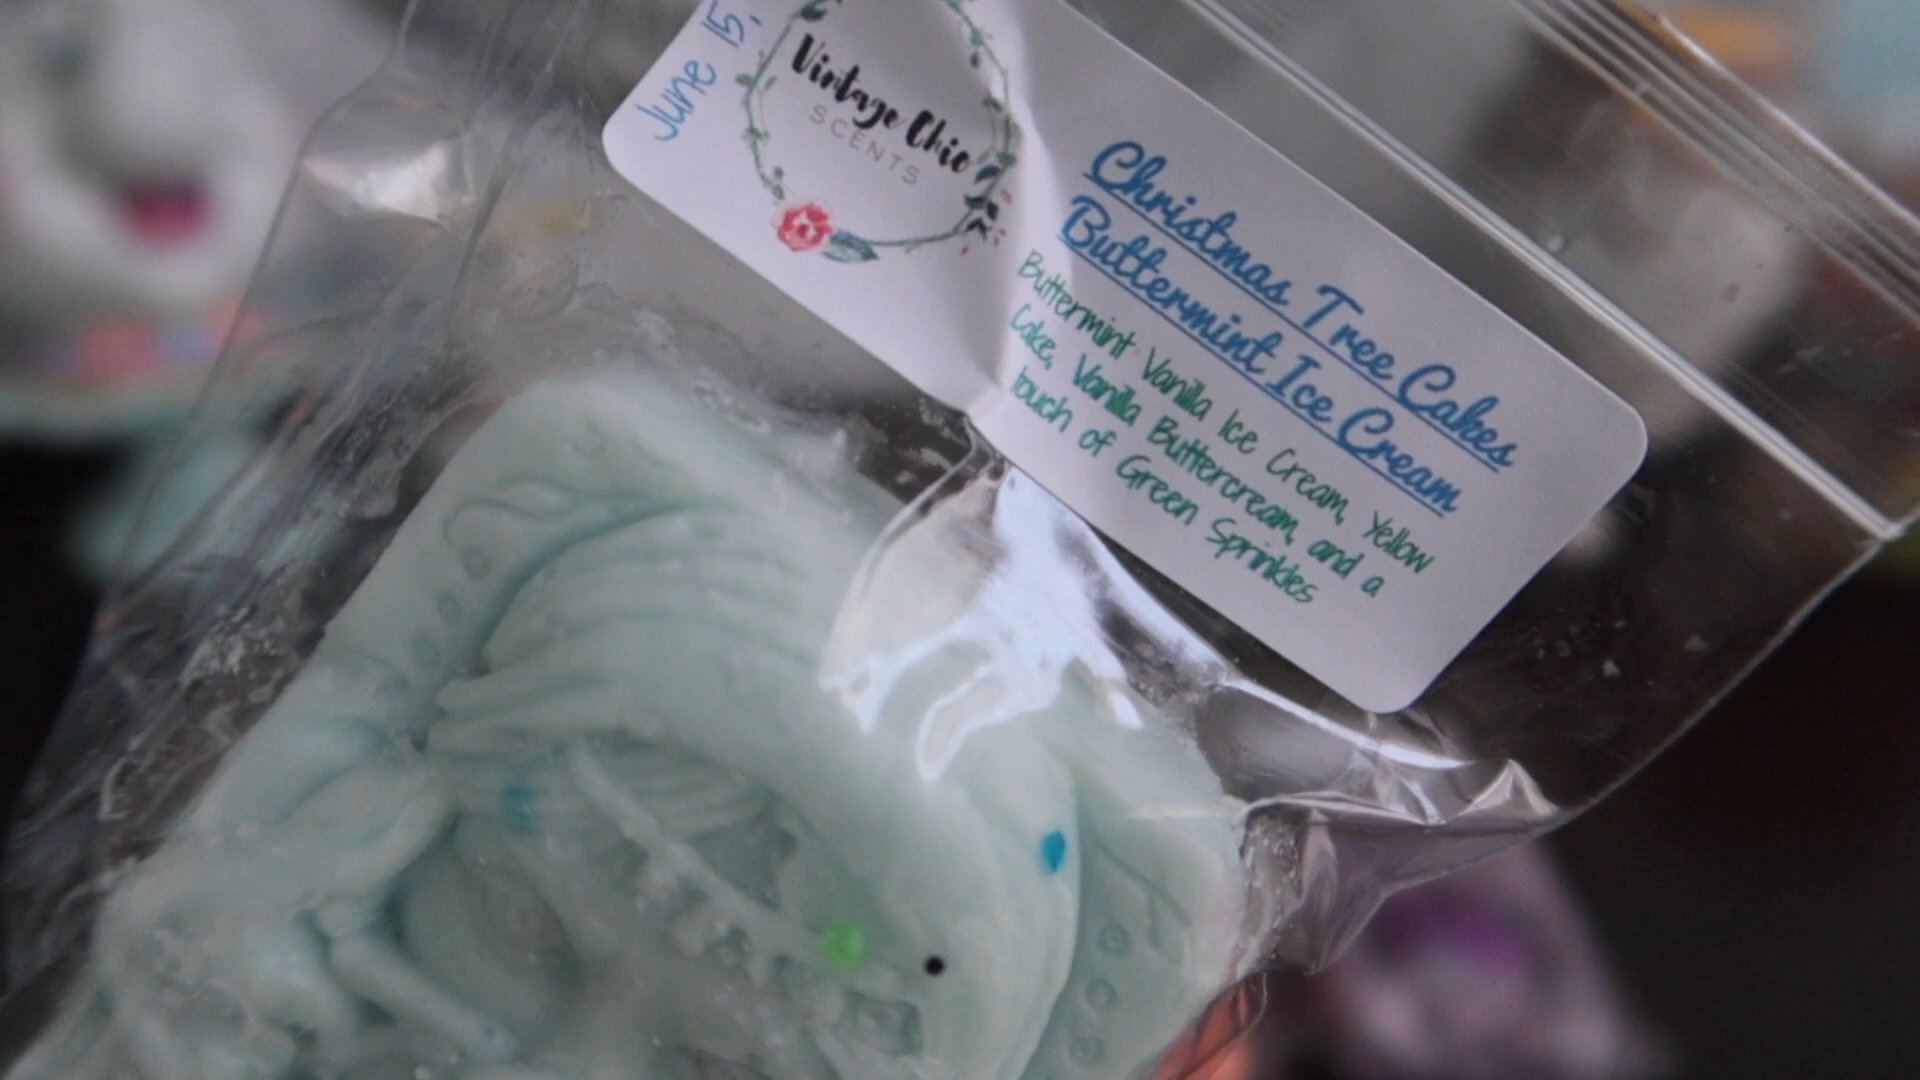 June 15,
Vintage Chic
SCENTS
Christmas Tree Cakes
Buttermint Ice Cream
Buttermint Vanilla Ice Cream, Yellow
Cake, Vanilla Buttercream, and a
touch of Green Sprinkles